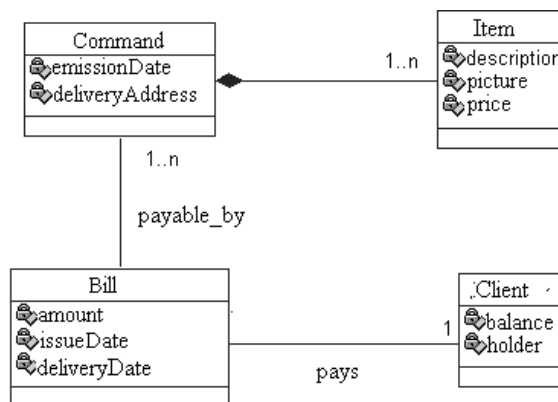 Command
emissionDate
deliveryAddress
1..n
Item
description
picture
price
1..n
payable_by
Bill
amount
issueDate
deliveryDate
pays
1
Client
balance
holder